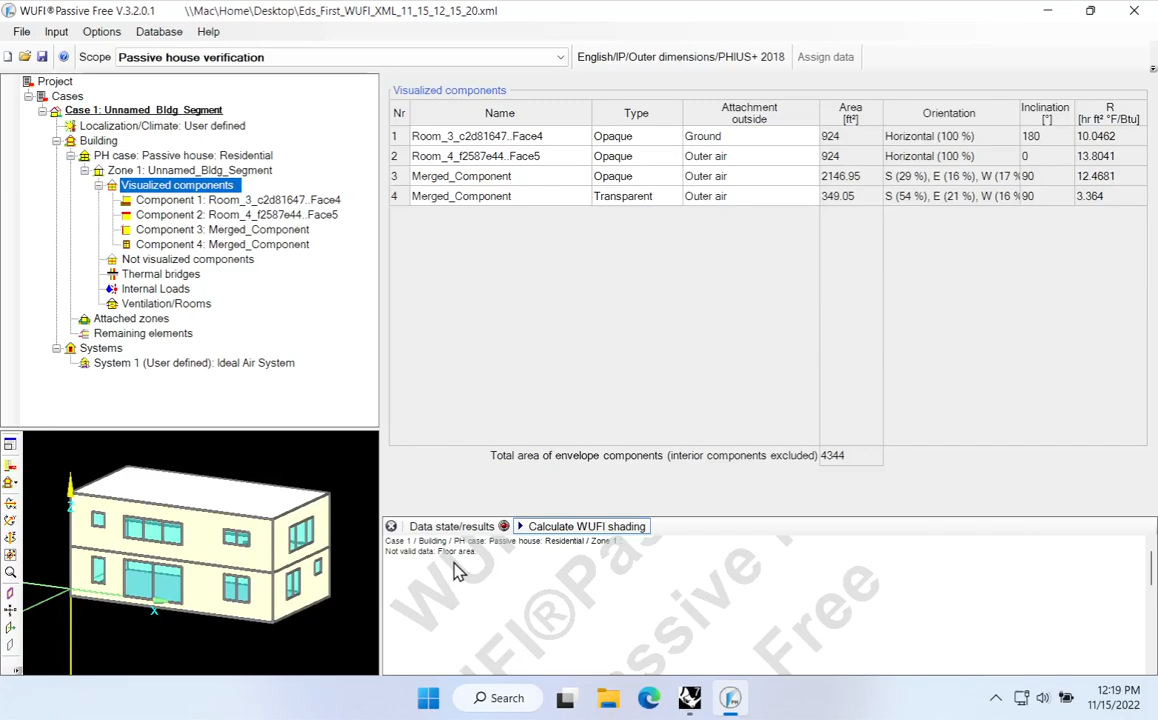 WUFI®Passive Free V.3.2.0.1 \\Mac\Home\Desktop\Eds_First_WUFI_XML_11_15_12_15_20.xml
File Input Options Database Help
Scope Passive house verification English/IP/Outer dimensions/PHIUS+ 2018 Assign data
Project
Cases
Case 1: Unnamed_Bldg_Segment
Localization/Climate: User defined
Building
PH case: Passive house: Residential
Zone 1: Unnamed_Bldg_Segment
Visualized components
Component 1: Room_3_c2d81647..Face4
Component 2: Room_4_f2587e44..Face5
Component 3: Merged_Component
Component 4: Merged_Component
Not visualized components
Thermal bridges
Internal Loads
Ventilation/Rooms
Attached zones
Remaining elements
Systems
System 1 (User defined): Ideal Air System
Z
X
Visualized components
Nr Name Type Attachment outside Area [ft²] Orientation Inclination [°] R [hr ft² °F/Btu]
1 Room_3_c2d81647..Face4 Opaque Ground 924 Horizontal (100 %) 180 10.0462
2 Room_4_f2587e44..Face5 Opaque Outer air 924 Horizontal (100 %) 0 13.8041
3 Merged_Component Opaque Outer air 2146.95 S (29 %), E (16 %), W (17 % 90 12.4681
4 Merged_Component Transparent Outer air 349.05 S (54 %), E (21 %), W (16 % 90 3.364
Total area of envelope components (interior components excluded) 4344
Data state/results Calculate WUFI shading
Case 1 / Building / PH case: Passive house: Residential / Zone 1
Not valid data: Floor area:
WUFI®Passive Free
Search
12:19 PM
11/15/2022